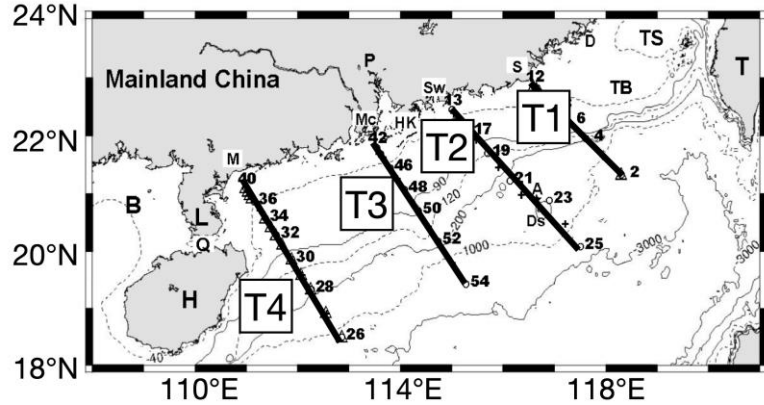 24°N
D
TS
P
S
12
T
Mainland China
Sw
13
TB
T1
6
Mc
HK
4
22°N
42
T2
17
M
46
19
2
40
-90
21
A
B
36
T3
48
120
23
L
34
50
200
Ds
32
Q
52
25
20°N
30
1000
3000
H
54
28
T4
3000
26
40
18°N
110°E
114°E
118°E